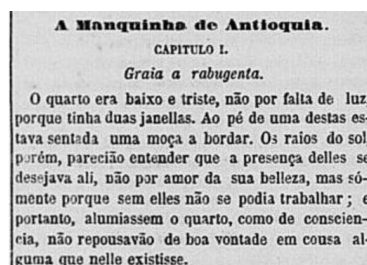 A Manquinha de Antioquia.
CAPITULO I.
Graia a rabugenta.
O quarto era baixo e triste, não por falta de luz
porque tinha duas janellas. Ao pé de uma destas es-
tava sentada uma moça a bordar. Os raios do sol
porém, parecião entender que a presença delles se
desejava ali, não por amor da sua belleza, mas só-
mente porque sem elles não se podia trabalhar; e
portanto, alumiassem o quarto, como de conscien-
cia, não repousavão de boa vontade em cousa al-
guma que nelle existisse.